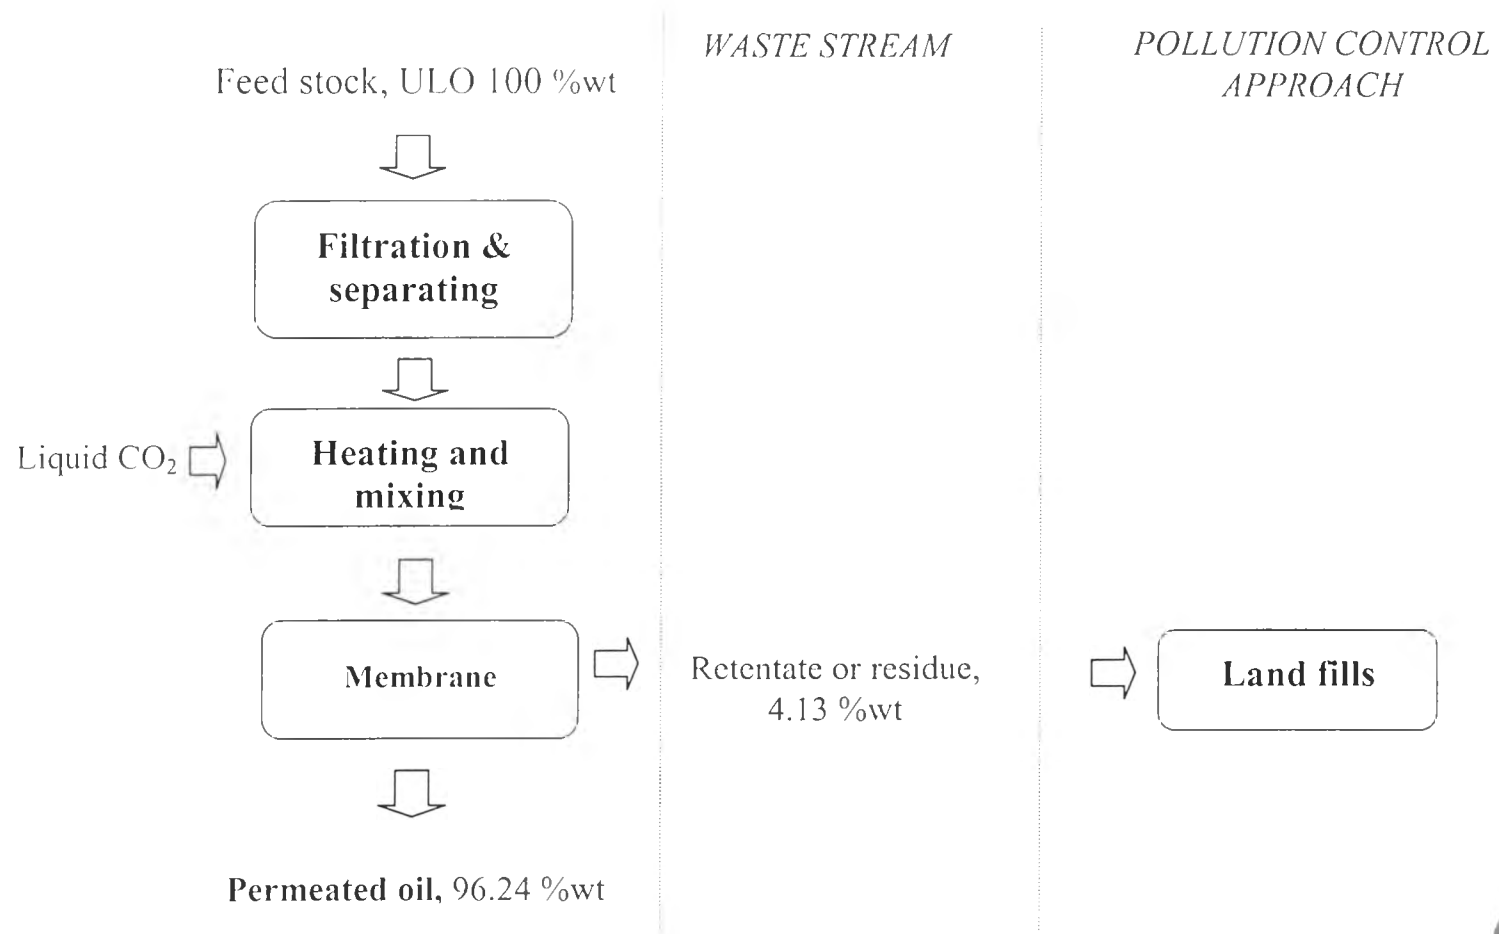 WASTE STREAM
POLLUTION CONTROL
APPROACH
Feed stock, ULO 100 %wt
Filtration &
separating
Liquid CO₂
Heating and
mixing
Membrane
Retentate or residue,
4.13 %wt
Land fills
Permeated oil, 96.24 %wt